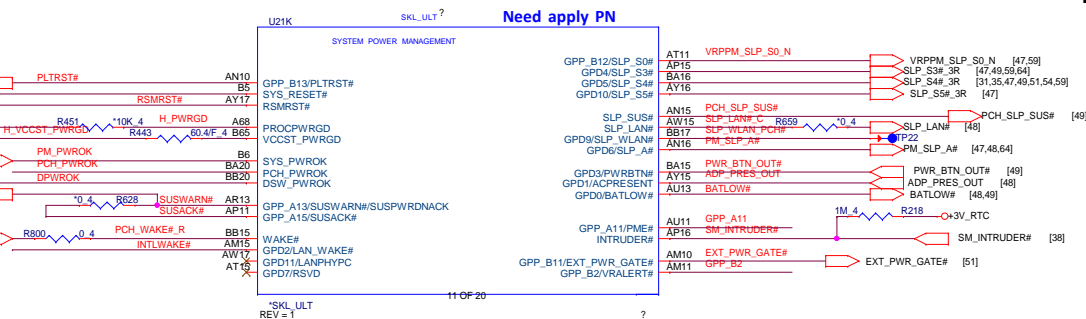 U21K SKL_ULT ? Need apply PN
SYSTEM POWER MANAGEMENT
PLTRST# AN10 GPP_B13/PLTRST#
B5 SYS_RESET#
RSMRST# AY17 RSMRST#
R451 *10K_4 H_PWRGD A68 PROCPWRGD
H_VCCST_PWRGD R443 60.4/F_4 B65 VCCST_PWRGD
PM_PWROK B6 SYS_PWROK
PCH_PWROK BA20 PCH_PWROK
DPWROK BB20 DSW_PWROK
*0_4 R628 SUSWARN# AR13 GPP_A13/SUSWARN#/SUSPWRDNACK
SUSACK# AP11 GPP_A15/SUSACK#
R800 0_4 PCH_WAKE#_R BB15 WAKE#
INTLWAKE# AM15 GPD2/LAN_WAKE#
AW17 GPD11/LANPHYPC
AT15 GPD7/RSVD
GPP_B12/SLP_S0# AT11 VRPPM_SLP_S0_N VRPPM_SLP_S0_N [47,59]
GPD4/SLP_S3# AP15 SLP_S3#_3R [47,49,59,64]
GPD5/SLP_S4# BA16 SLP_S4#_3R [31,35,47,49,51,54,59]
GPD10/SLP_S5# AY16 SLP_S5#_3R [47]
SLP_SUS# AN15 PCH_SLP_SUS# PCH_SLP_SUS# [49]
SLP_LAN# AW15 SLP_LAN#_C R659 *0_4 SLP_LAN# [48]
GPD9/SLP_WLAN# BB17 SLP_WLAN_PCH# TP22
GPD6/SLP_A# AN16 PM_SLP_A# PM_SLP_A# [47,48,64]
GPD3/PWRBTN# BA15 PWR_BTN_OUT# PWR_BTN_OUT# [49]
GPD1/ACPRESENT AY15 ADP_PRES_OUT ADP_PRES_OUT [48]
GPD0/BATLOW# AU13 BATLOW# BATLOW# [48,49]
1M_4 R218 +3V_RTC
GPP_A11/PME# AU11 GPP_A11
INTRUDER# AP16 SM_INTRUDER# SM_INTRUDER# [38]
GPP_B11/EXT_PWR_GATE# AM10 EXT_PWR_GATE# EXT_PWR_GATE# [51]
GPP_B2/VRALERT# AM11 GPP_B2
11 OF 20
*SKL_ULT
REV = 1 ?